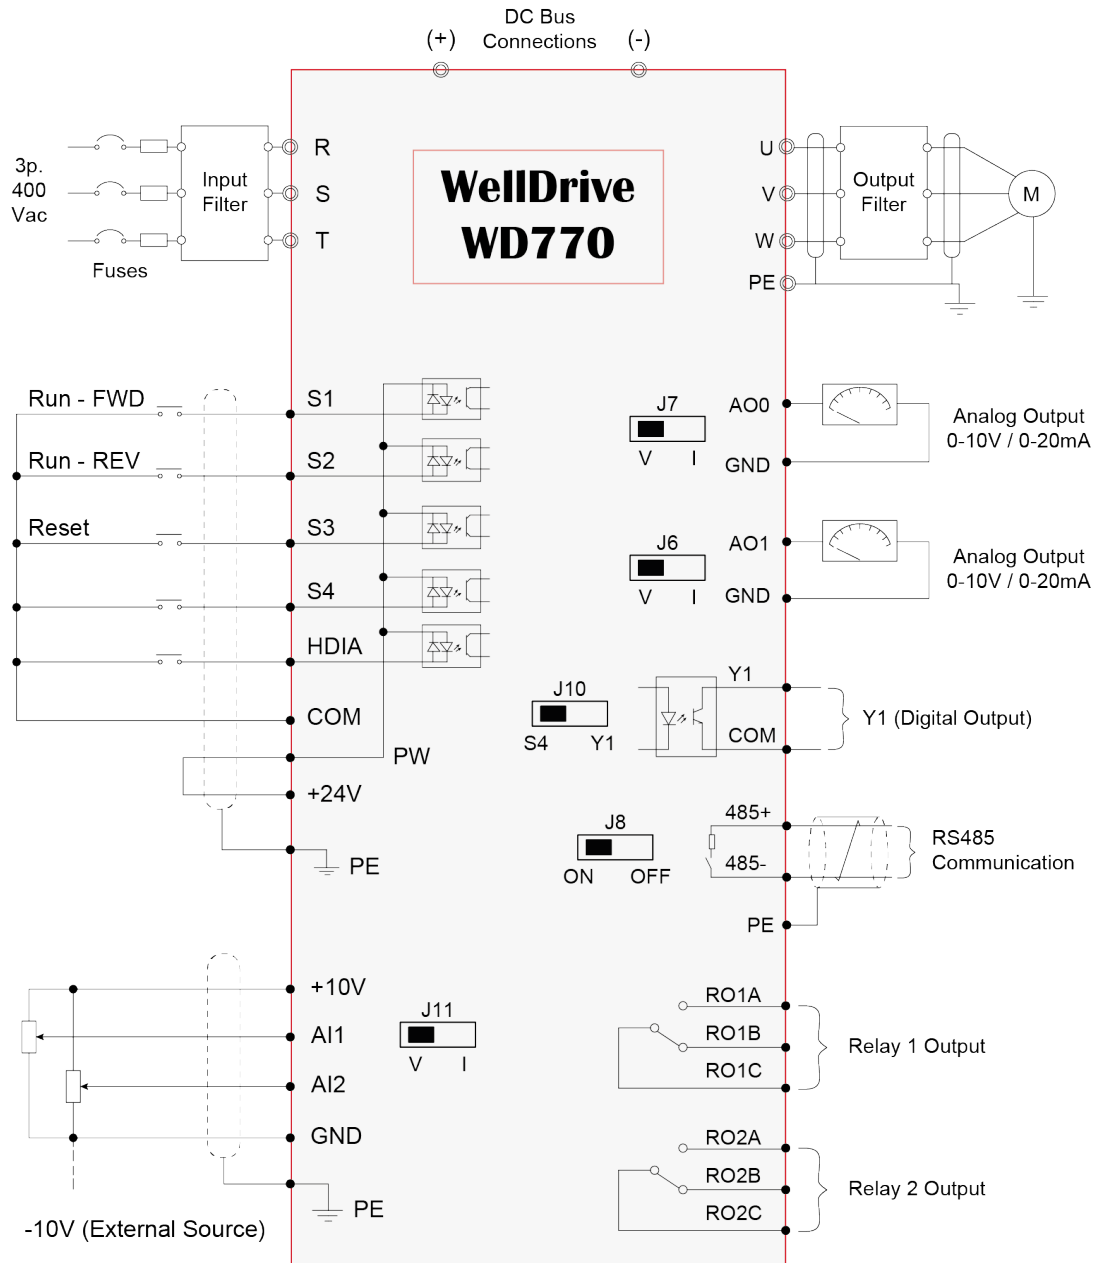 DC Bus
Connections
(+)
(-)
3p.
400
Vac
Fuses
Input
Filter
R
S
T
WellDrive
WD770
U
V
W
PE
Output
Filter
M
Run - FWD
S1
Run - REV
S2
Reset
S3
S4
HDIA
COM
PW
+24V
PE
J7
V I
AO0
GND
Analog Output
0-10V / 0-20mA
J6
V I
AO1
GND
Analog Output
0-10V / 0-20mA
J10
S4 Y1
Y1
COM
Y1 (Digital Output)
J8
ON OFF
485+
485-
PE
RS485
Communication
+10V
AI1
AI2
GND
PE
J11
V I
-10V (External Source)
RO1A
RO1B
RO1C
Relay 1 Output
RO2A
RO2B
RO2C
Relay 2 Output